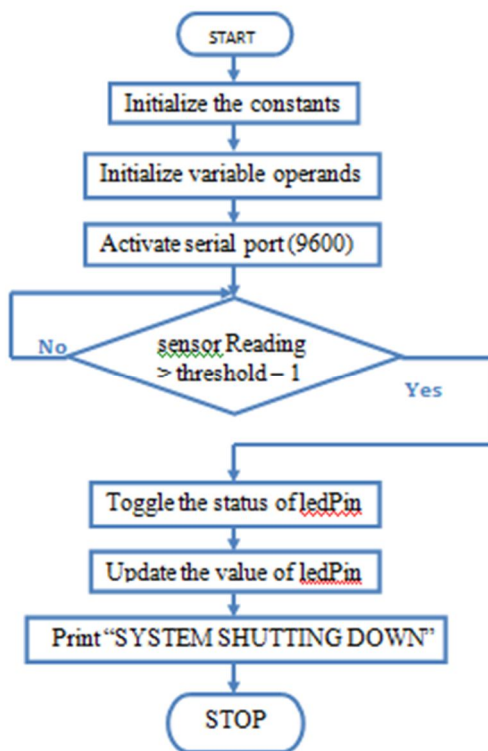 START
Initialize the constants
Initialize variable operands
Activate serial port (9600)
No
sensor Reading
> threshold – 1
Yes
Toggle the status of ledPin
Update the value of ledPin
Print “SYSTEM SHUTTING DOWN”
STOP